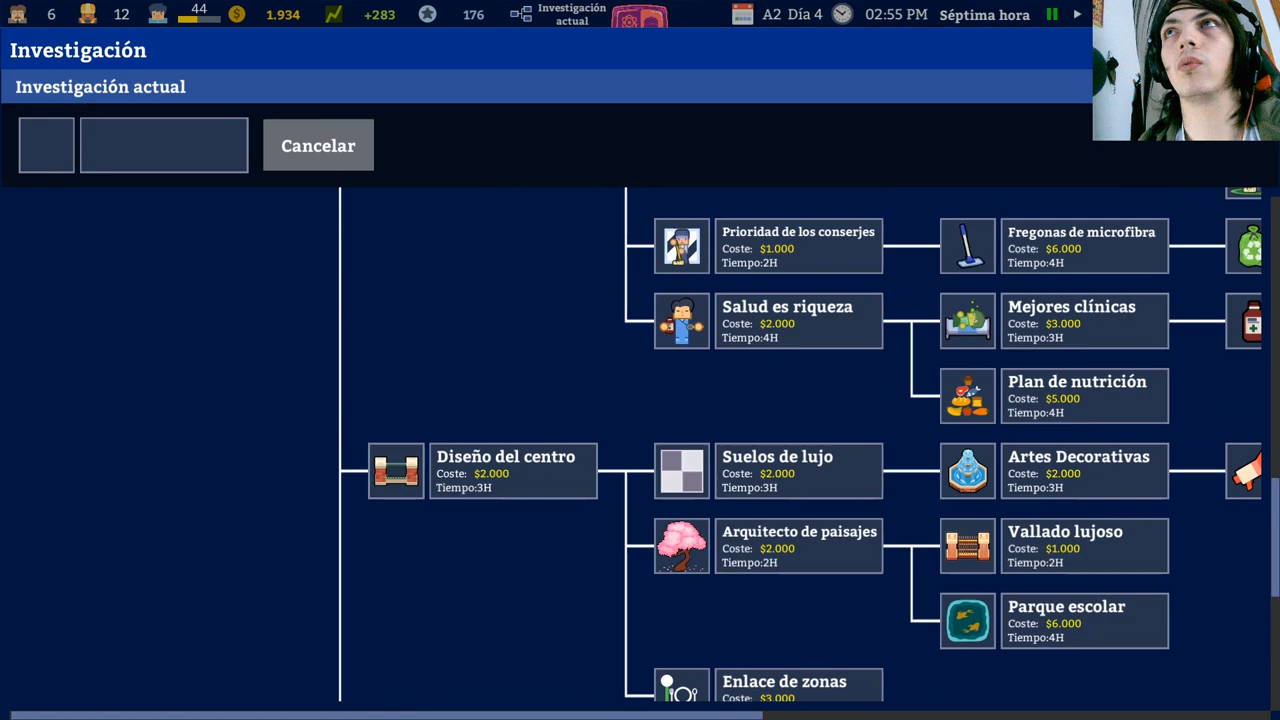 6
12
44
1.934
+283
176
Investigación
actual
A2 Día 4
02:55 PM
Séptima hora
Investigación
Investigación actual
Cancelar
Prioridad de los conserjes
Coste: $1.000
Tiempo:2H
Fregonas de microfibra
Coste: $6.000
Tiempo:4H
Salud es riqueza
Coste: $2.000
Tiempo:4H
Mejores clínicas
Coste: $3.000
Tiempo:3H
Plan de nutrición
Coste: $5.000
Tiempo:4H
Diseño del centro
Coste: $2.000
Tiempo:3H
Suelos de lujo
Coste: $2.000
Tiempo:3H
Artes Decorativas
Coste: $2.000
Tiempo:3H
Arquitecto de paisajes
Coste: $2.000
Tiempo:2H
Vallado lujoso
Coste: $1.000
Tiempo:2H
Parque escolar
Coste: $6.000
Tiempo:4H
Enlace de zonas
Coste: $3.000